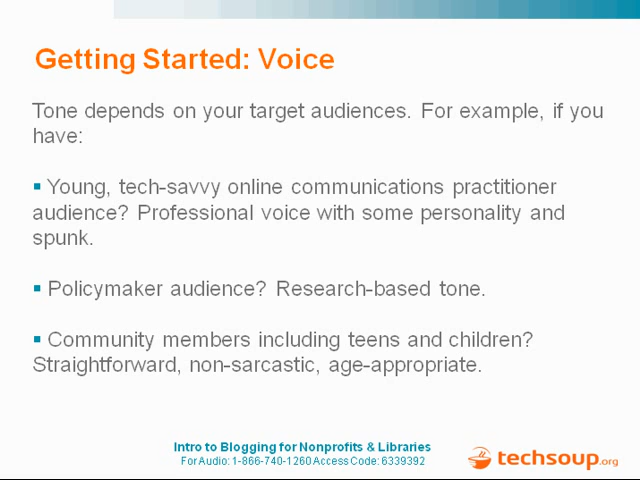 Getting Started: Voice
Tone depends on your target audiences. For example, if you
have:
▪ Young, tech-savvy online communications practitioner
audience? Professional voice with some personality and
spunk.
▪ Policymaker audience? Research-based tone.
▪ Community members including teens and children?
Straightforward, non-sarcastic, age-appropriate.
Intro to Blogging for Nonprofits & Libraries
For Audio: 1-866-740-1260 Access Code: 6339392
techsoup.org